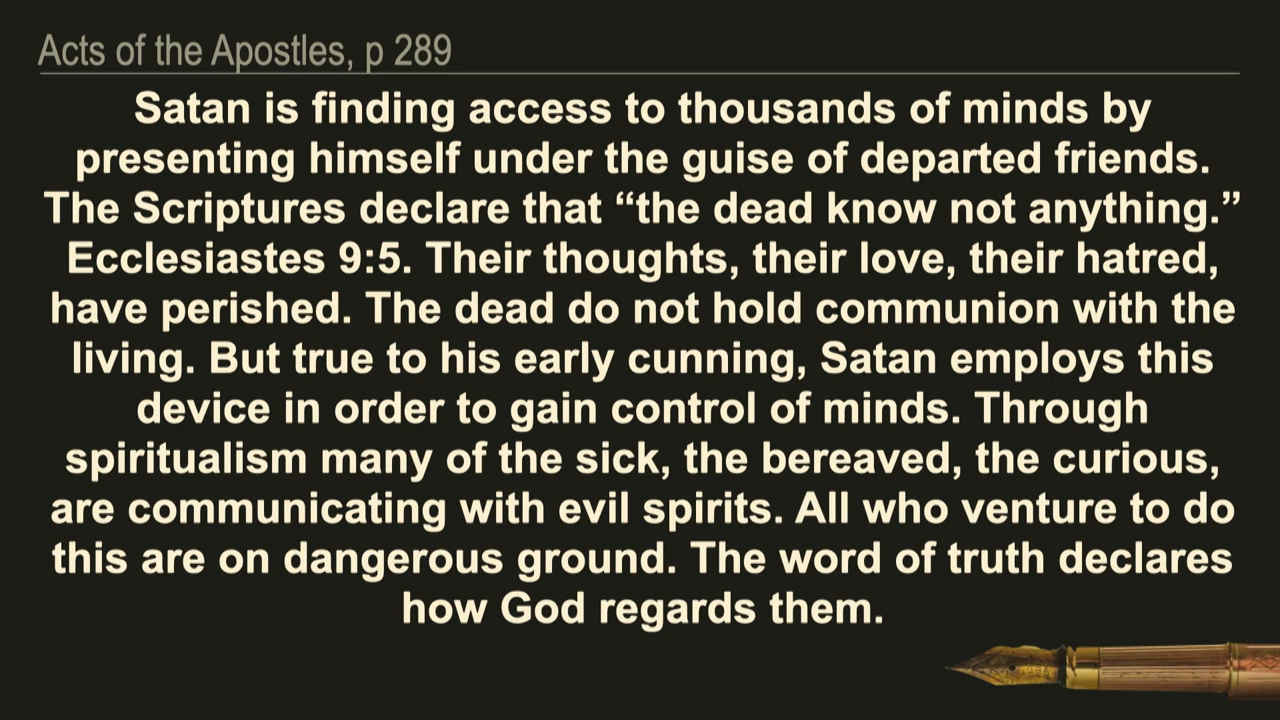 Acts of the Apostles, p 289
Satan is finding access to thousands of minds by
presenting himself under the guise of departed friends.
The Scriptures declare that “the dead know not anything.”
Ecclesiastes 9:5. Their thoughts, their love, their hatred,
have perished. The dead do not hold communion with the
living. But true to his early cunning, Satan employs this
device in order to gain control of minds. Through
spiritualism many of the sick, the bereaved, the curious,
are communicating with evil spirits. All who venture to do
this are on dangerous ground. The word of truth declares
how God regards them.